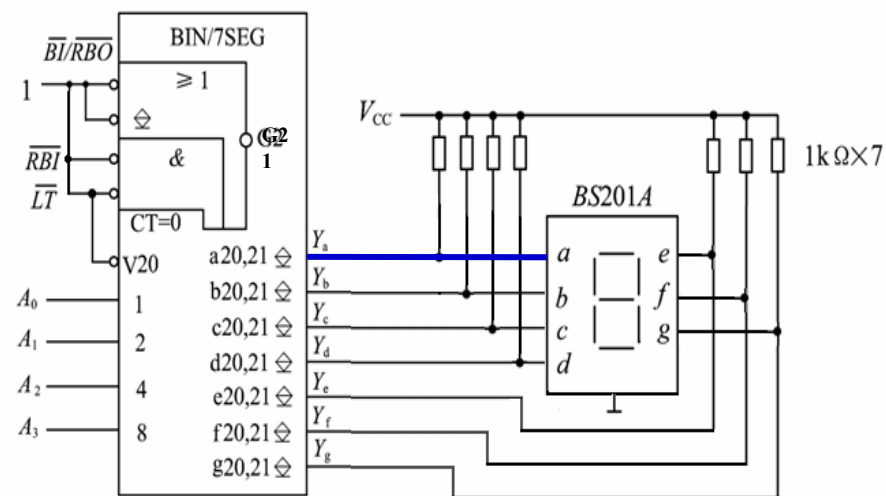 BI/RBO
BIN/7SEG
≥ 1
1
V_CC
G21
G2
1
RBI
&
1k Ω×7
LT
BS201A
CT=0
V20
a20,21
Y_a
a
e
b20,21
Y_b
b
f
A_0
1
c20,21
Y_c
c
g
A_1
2
d20,21
Y_d
d
A_2
4
e20,21
Y_e
A_3
8
f20,21
Y_f
g20,21
Y_g